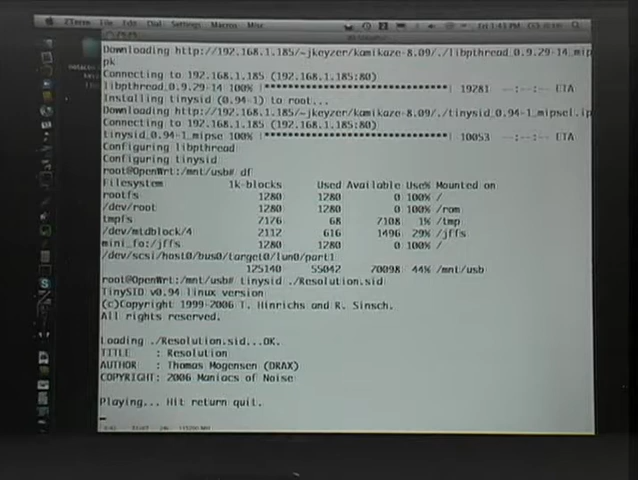 ZTerm File Edit Dial Settings Macros Misc
Downloading http://192.168.1.185/~jkeyzer/kamikaze-8.09/./libpthread_0.9.29-14_mip
pk
Connecting to 192.168.1.185 (192.168.1.185:80)
libpthread_0.9.29-14 100% |*******************************| 19281 --:--:-- ETA
Installing tinysid (0.94-1) to root...
Downloading http://192.168.1.185/~jkeyzer/kamikaze-8.09/./tinysid_0.94-1_mipsel.ip
Connecting to 192.168.1.185 (192.168.1.185:80)
tinysid_0.94-1_mipse 100% |*******************************| 10053 --:--:-- ETA
Configuring libpthread
Configuring tinysid
root@OpenWrt:/mnt/usb# df
Filesystem 1k-blocks Used Available Use% Mounted on
rootfs 1280 1280 0 100% /
/dev/root 1280 1280 0 100% /rom
tmpfs 7176 68 7108 1% /tmp
/dev/mtdblock/4 2112 616 1496 29% /jffs
mini_fo:/jffs 1280 1280 0 100% /
/dev/scsi/host0/bus0/target0/lun0/part1
125140 55042 70098 44% /mnt/usb
root@OpenWrt:/mnt/usb# tinysid ./Resolution.sid
TinySID v0.94 linux version
(c)Copyright 1999-2006 T. Hinrichs and R. Sinsch.
All rights reserved.
Loading ./Resolution.sid...OK.
TITLE : Resolution
AUTHOR : Thomas Mogensen (DRAX)
COPYRIGHT: 2006 Maniacs of Noise
Playing... Hit return quit.